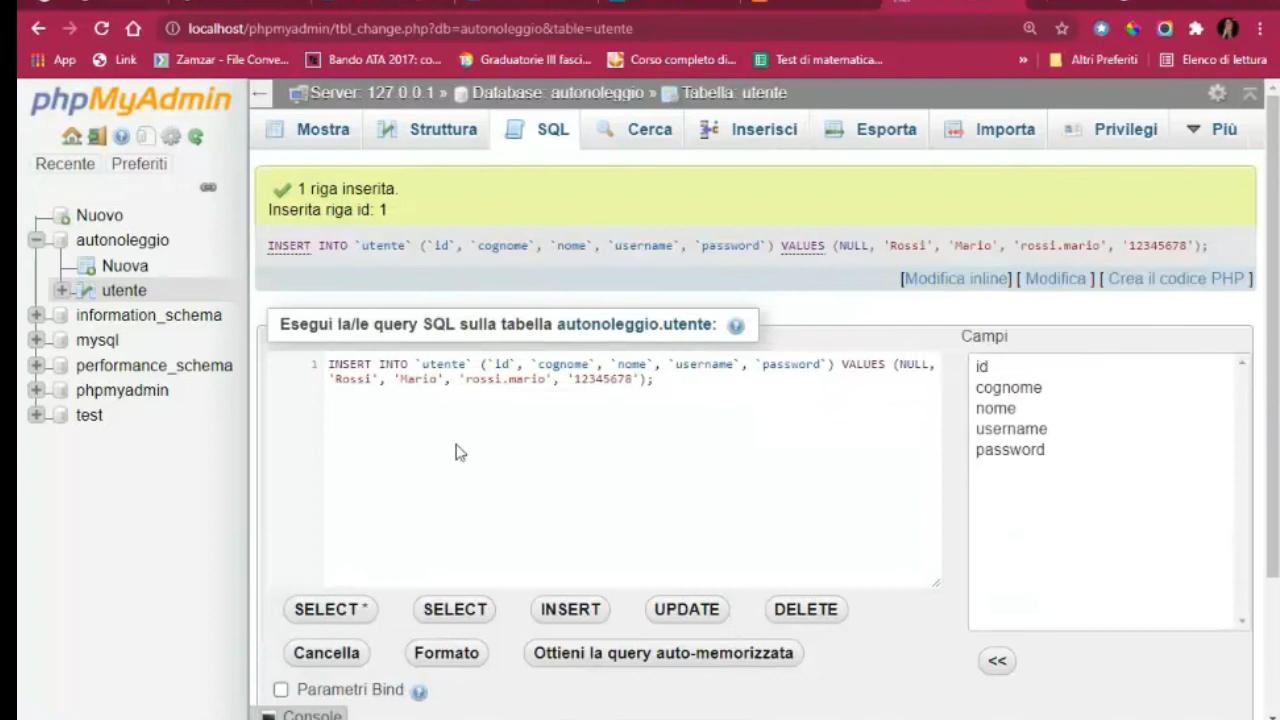 localhost/phpmyadmin/tbl_change.php?db=autonoleggio&table=utente
App Link Zamzar - File Conve... Bando ATA 2017: co... Graduatorie III fasci... Corso completo di... Test di matematica... » Altri Preferiti Elenco di lettura
phpMyAdmin
Recente Preferiti
Nuovo
autonoleggio
Nuova
utente
information_schema
mysql
performance_schema
phpmyadmin
test
Server: 127.0.0.1 » Database: autonoleggio » Tabella: utente
Mostra Struttura SQL Cerca Inserisci Esporta Importa Privilegi Più
1 riga inserita.
Inserita riga id: 1
INSERT INTO `utente` (`id`, `cognome`, `nome`, `username`, `password`) VALUES (NULL, 'Rossi', 'Mario', 'rossi.mario', '12345678');
[Modifica inline] [ Modifica ] [ Crea il codice PHP ]
Esegui la/le query SQL sulla tabella autonoleggio.utente:
1 INSERT INTO `utente` (`id`, `cognome`, `nome`, `username`, `password`) VALUES (NULL,
'Rossi', 'Mario', 'rossi.mario', '12345678');
Campi
id
cognome
nome
username
password
SELECT * SELECT INSERT UPDATE DELETE
Cancella Formato Ottieni la query auto-memorizzata
<<
Parametri Bind
Console